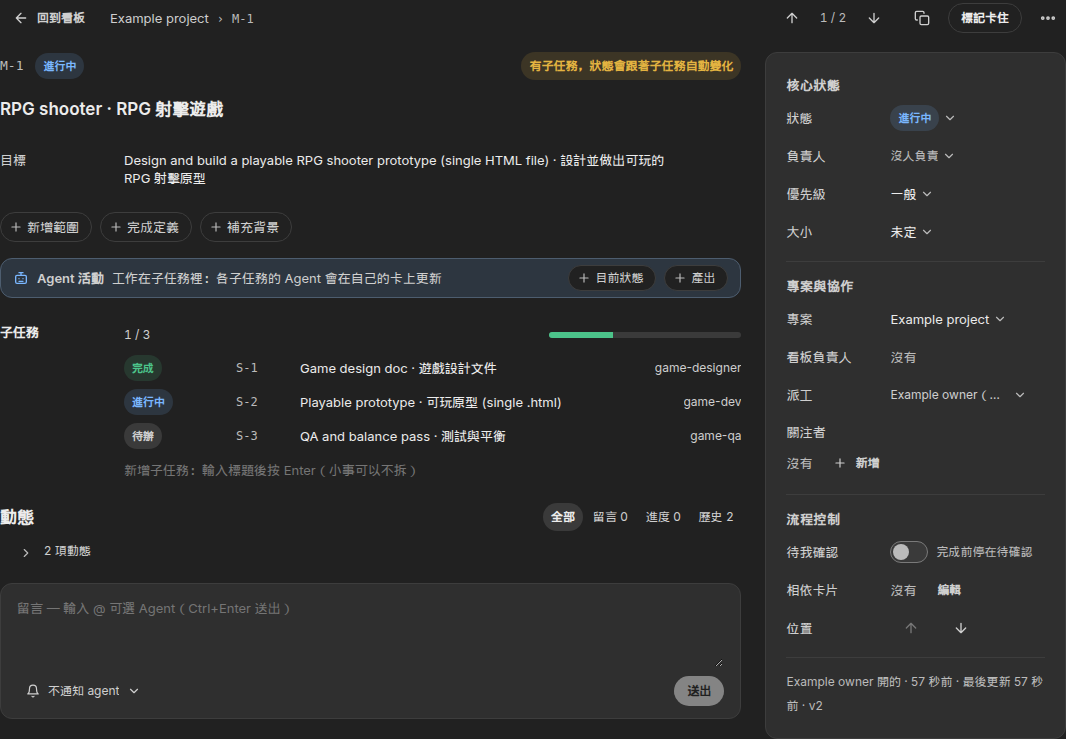 回到看板 Example project › M-1 1 / 2 標記卡住
M-1 進行中 有子任務，狀態會跟著子任務自動變化
RPG shooter · RPG 射擊遊戲
目標 Design and build a playable RPG shooter prototype (single HTML file) · 設計並做出可玩的
RPG 射擊原型
+ 新增範圍 + 完成定義 + 補充背景
Agent 活動 工作在子任務裡：各子任務的 Agent 會在自己的卡上更新 + 目前狀態 + 產出
子任務 1 / 3
完成 S-1 Game design doc · 遊戲設計文件 game-designer
進行中 S-2 Playable prototype · 可玩原型 (single .html) game-dev
待辦 S-3 QA and balance pass · 測試與平衡 game-qa
新增子任務：輸入標題後按 Enter（小事可以不拆）
動態 全部 留言 0 進度 0 歷史 2
2 項動態
留言 — 輸入 @ 可選 Agent（Ctrl+Enter 送出）
不通知 agent 送出
核心狀態
狀態 進行中
負責人 沒人負責
優先級 一般
大小 未定
專案與協作
專案 Example project
看板負責人 沒有
派工 Example owner（...
關注者
沒有 + 新增
流程控制
待我確認 完成前停在待確認
相依卡片 沒有 編輯
位置
Example owner 開的 · 57 秒前 · 最後更新 57 秒
前 · v2